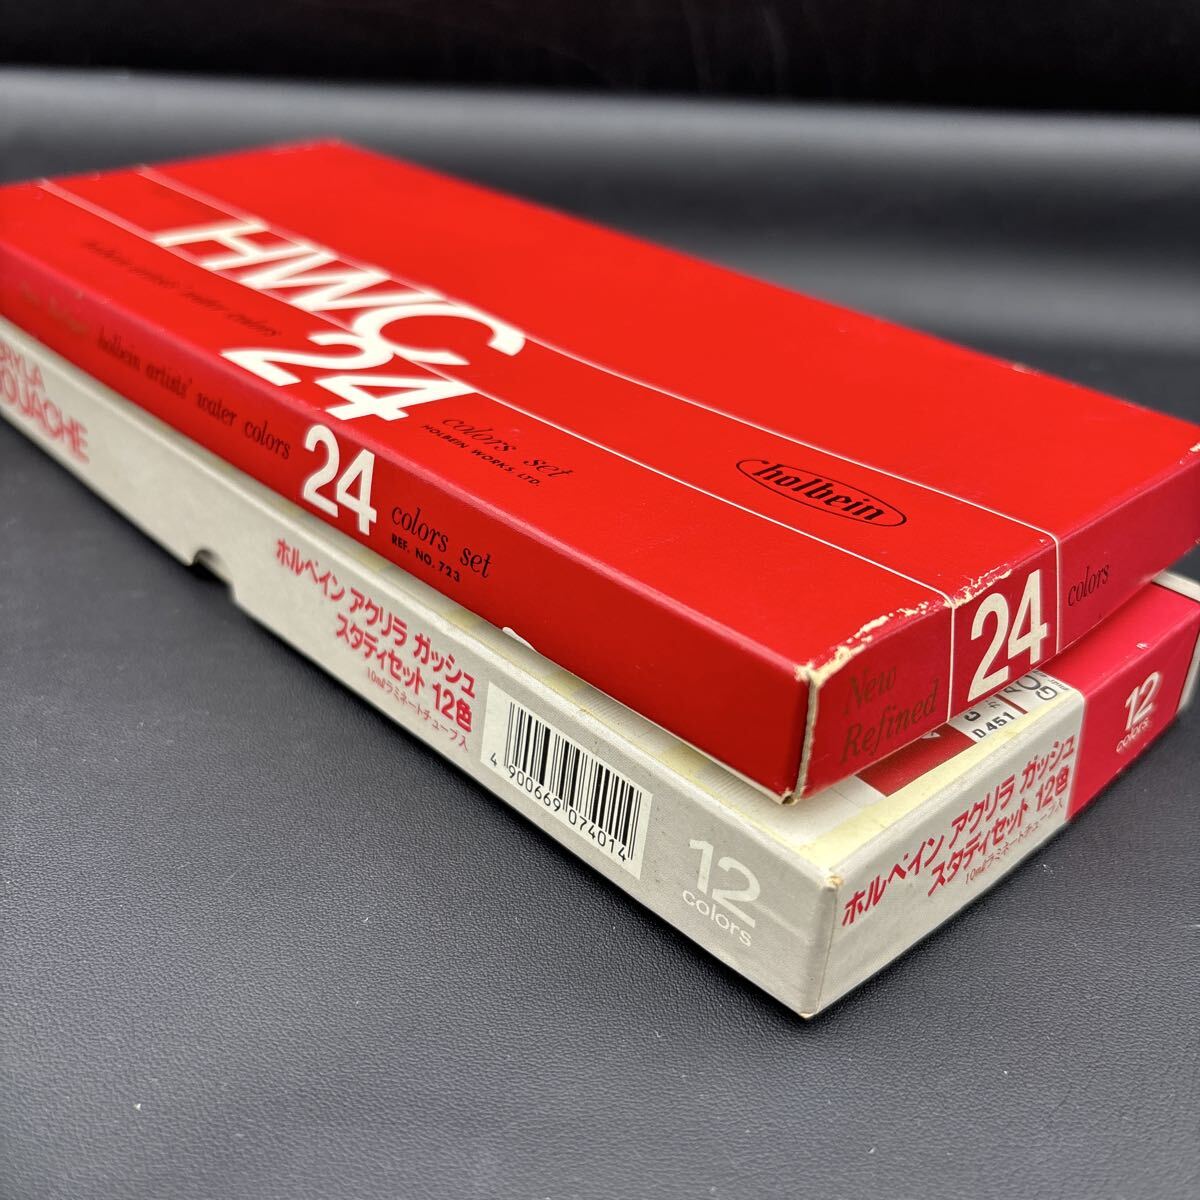 HWC
holbein artists' water colors
24
colors set
HOLBEIN WORKS, LTD.
holbein
holbein artists' water colors
24
colors set
REF. NO. 723
New
Refined
24
colors
GOUACHE
ホルベイン アクリラ ガッシュ
スタディセット 12色
10mlラミネートチューブ入
4 900669 074014
12
colors
D451
ホルベイン アクリラ ガッシュ
スタディセット 12色
10mlラミネートチューブ入
12
colors